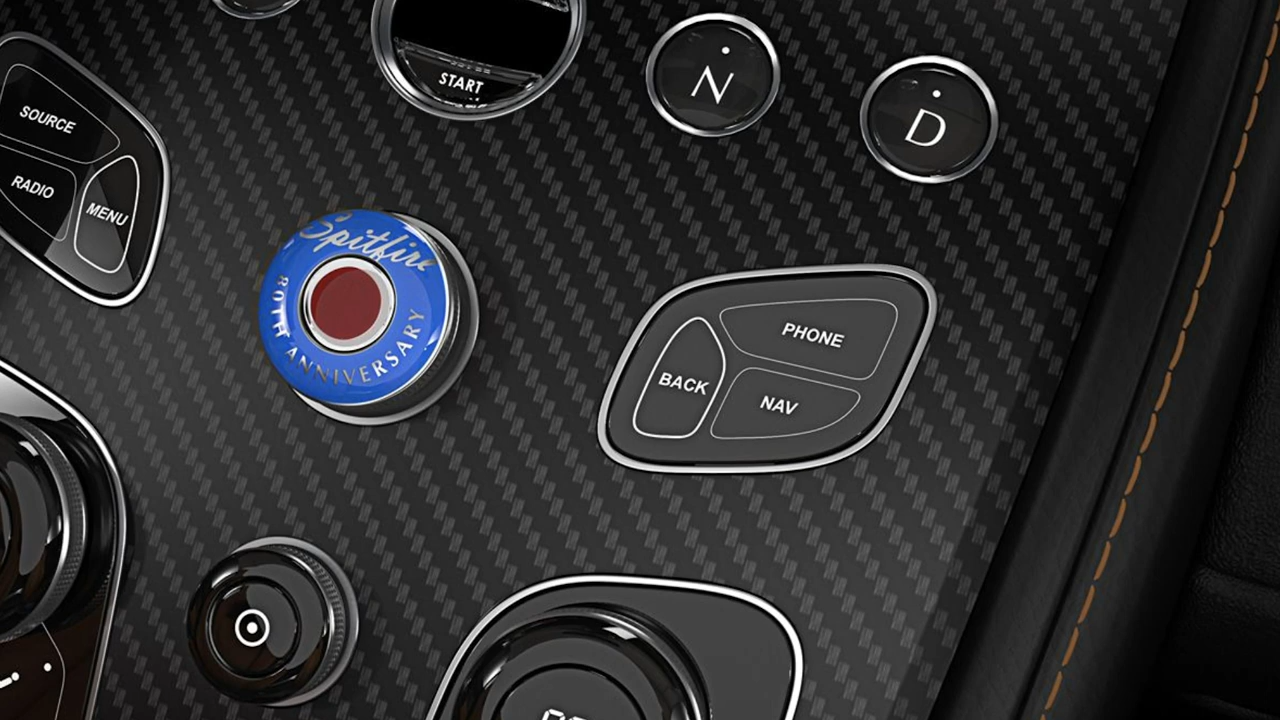 START
N
D
SOURCE
RADIO
MENU
Spitfire
80TH ANNIVERSARY
PHONE
BACK
NAV